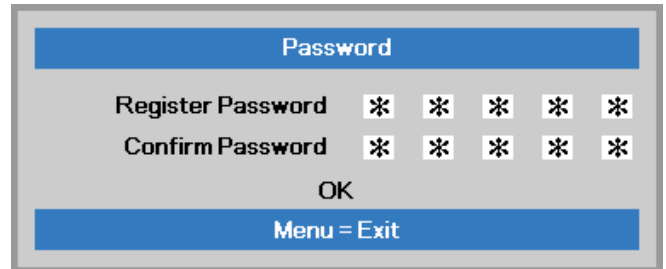 Password
Register Password * * * * *
Confirm Password * * * * *
OK
Menu = Exit